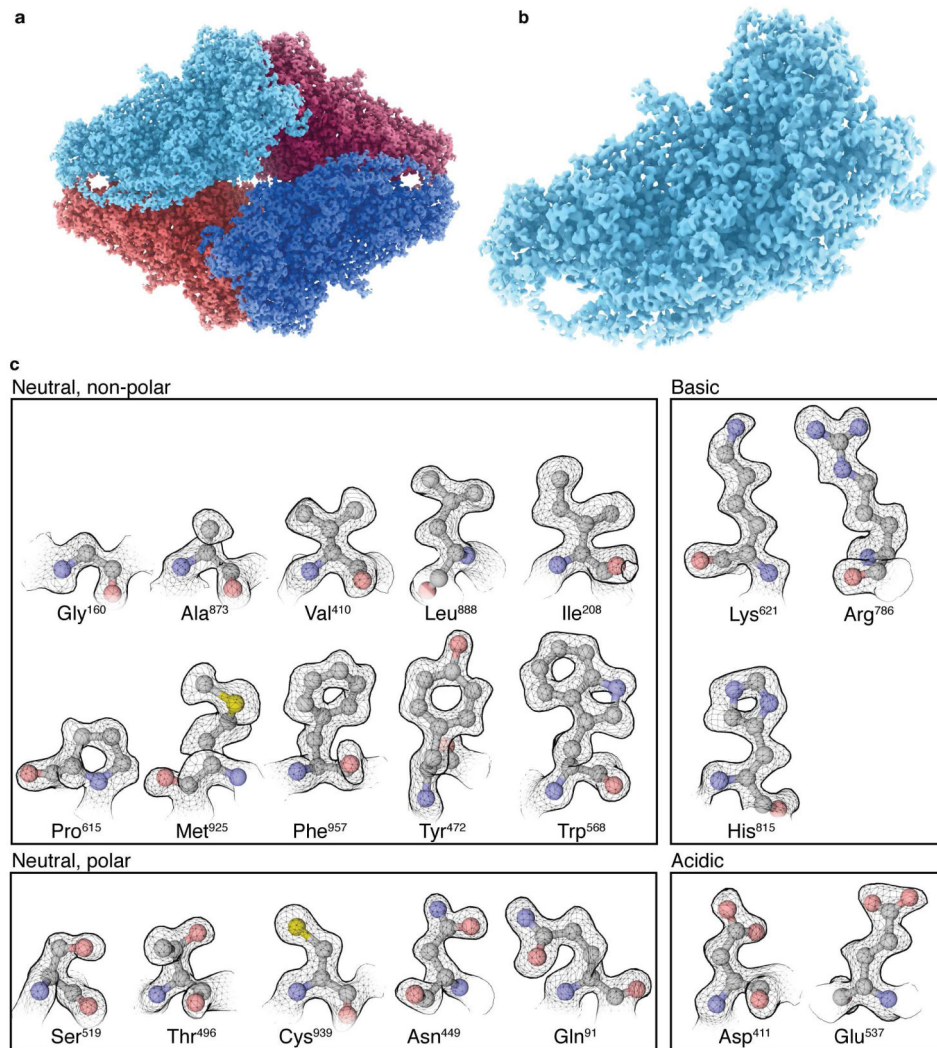 a
b
c
Neutral, non-polar
Basic
Gly160
Ala873
Val410
Leu888
Ile208
Lys621
Arg786
Pro615
Met925
Phe957
Tyr472
Trp568
His815
Neutral, polar
Acidic
Ser519
Thr496
Cys939
Asn449
Gln91
Asp411
Glu537